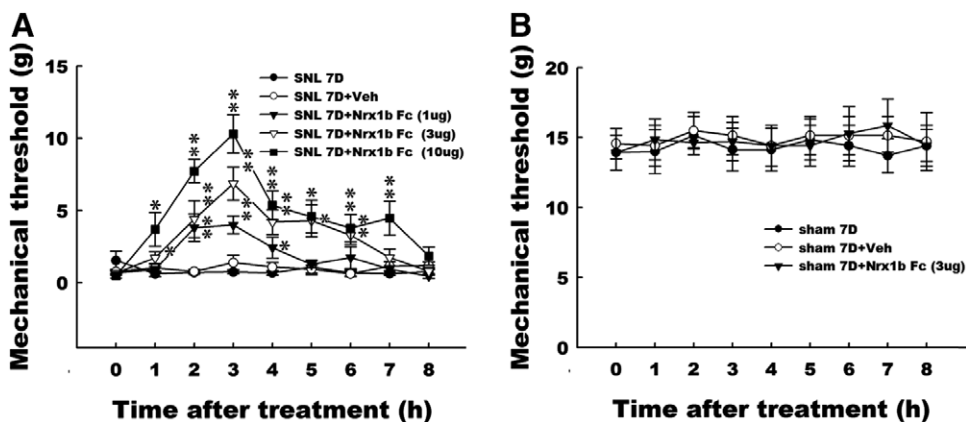 A
Mechanical threshold (g)
15
10
5
0
SNL 7D
SNL 7D+Veh
SNL 7D+Nrx1b Fc (1ug)
SNL 7D+Nrx1b Fc (3ug)
SNL 7D+Nrx1b Fc (10ug)
0 1 2 3 4 5 6 7 8
Time after treatment (h)
B
Mechanical threshold (g)
20
15
10
5
0
sham 7D
sham 7D+Veh
sham 7D+Nrx1b Fc (3ug)
0 1 2 3 4 5 6 7 8
Time after treatment (h)